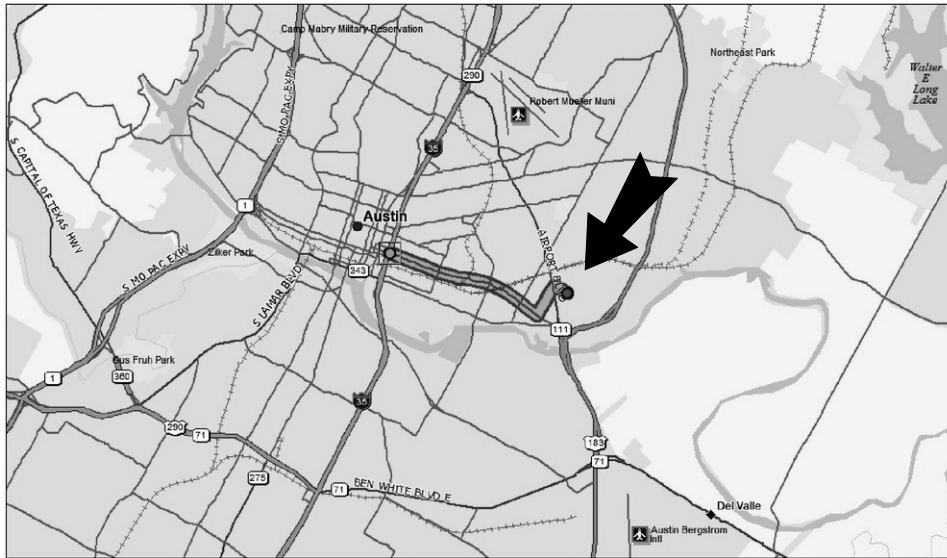 Camp Mabry Military Reservation
Northeast Park
290
Walter
E
Long
Lake
Robert Mueller Muni
S MO PAC EXPY
35
S CAPITAL OF TEXAS HWY
1
Austin
AIRPORT BLVD
Zilker Park
343
S MO PAC EXPY
S LAMAR BLVD
111
Gus Fruh Park
1
360
35
290
71
183
71
275
71
BEN WHITE BLVD E
Del Valle
Austin Bergstrom
Intl